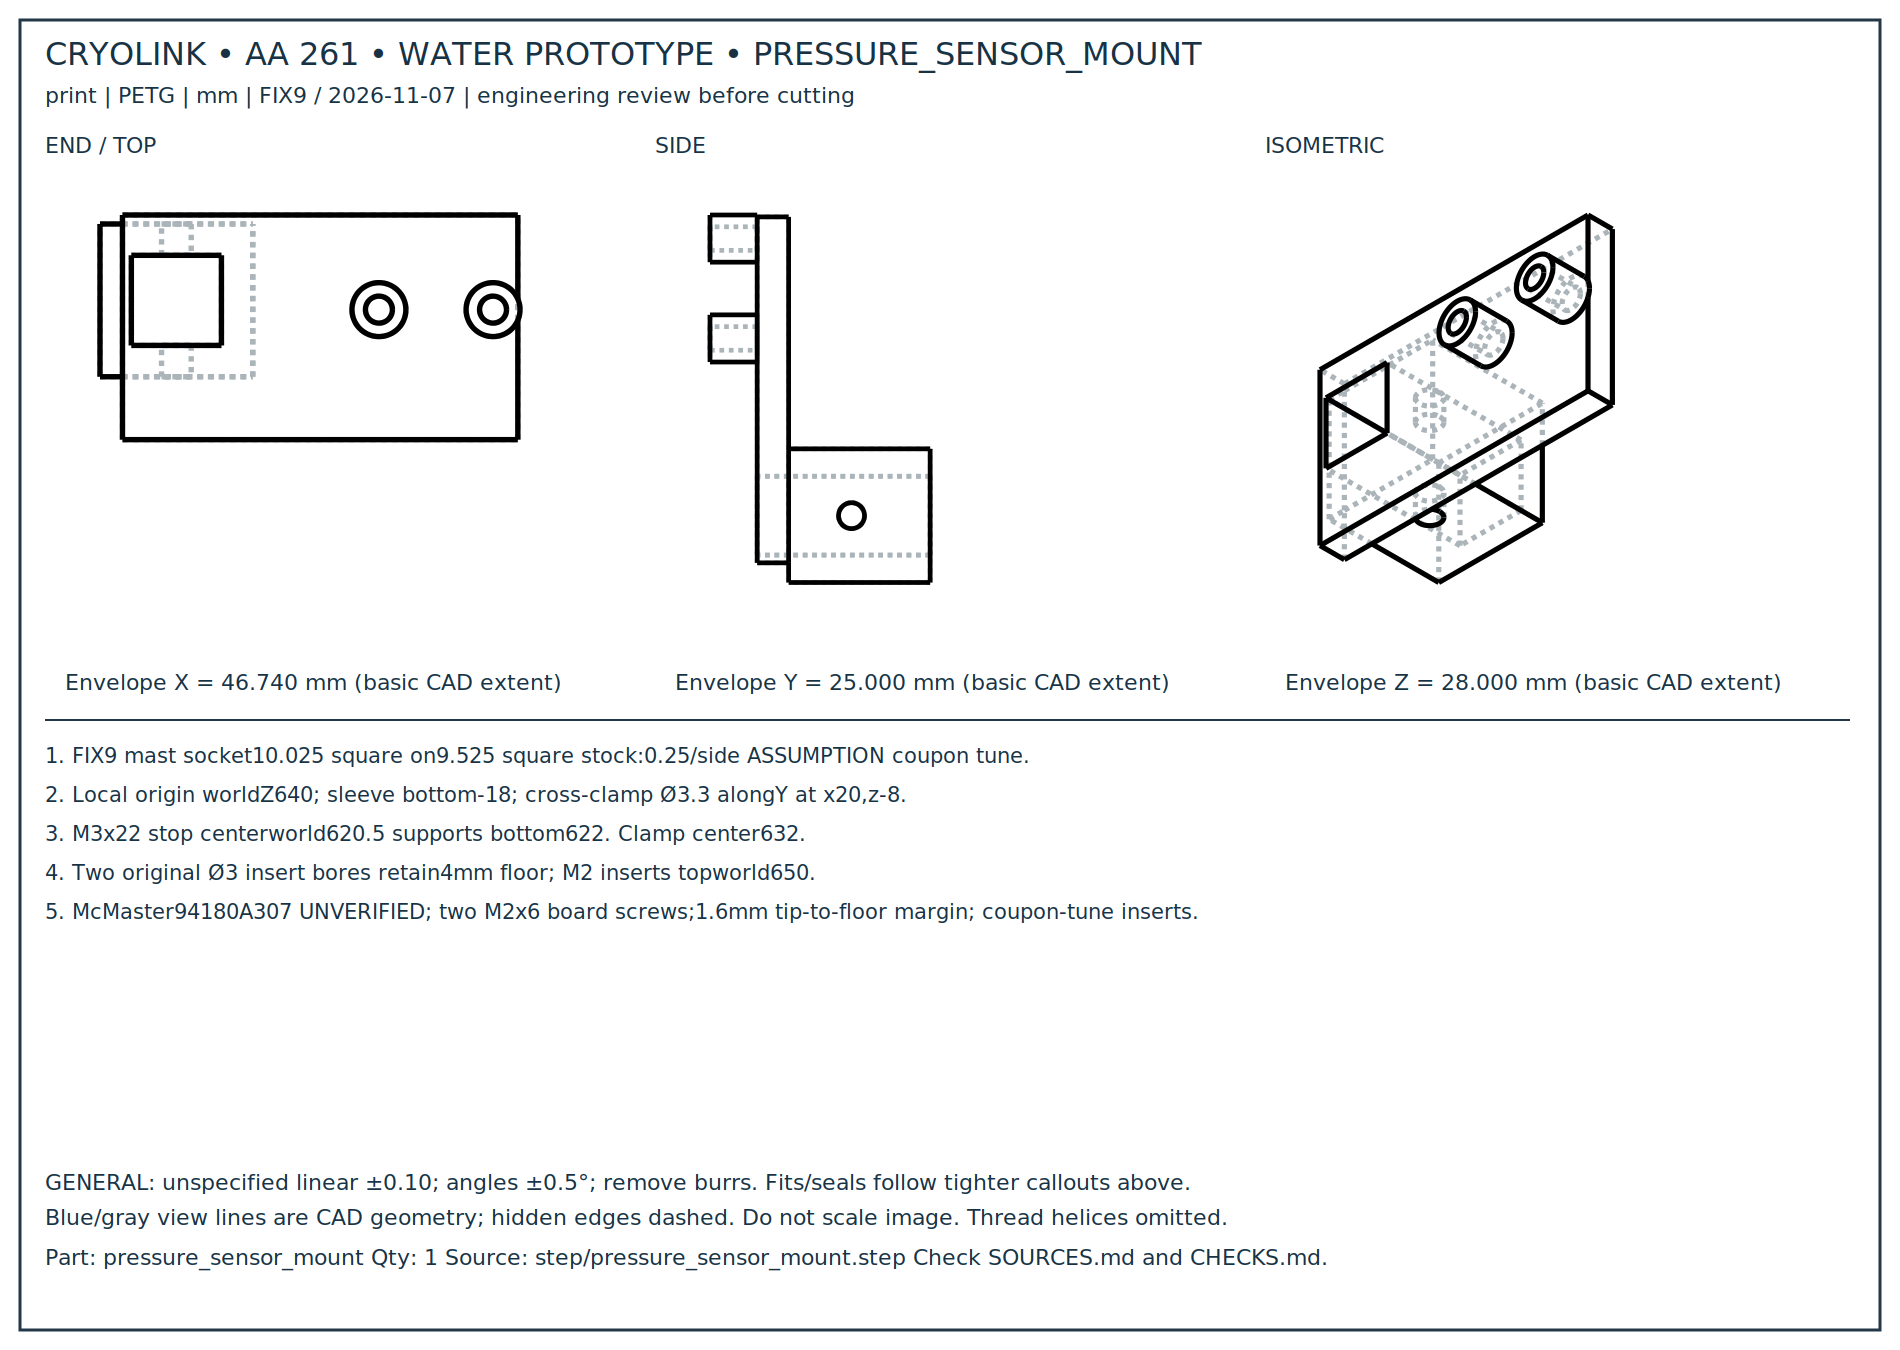 CRYOLINK • AA 261 • WATER PROTOTYPE • PRESSURE_SENSOR_MOUNT
print | PETG | mm | FIX9 / 2026-11-07 | engineering review before cutting
END / TOP
SIDE
ISOMETRIC
Envelope X = 46.740 mm (basic CAD extent)
Envelope Y = 25.000 mm (basic CAD extent)
Envelope Z = 28.000 mm (basic CAD extent)
1. FIX9 mast socket10.025 square on9.525 square stock:0.25/side ASSUMPTION coupon tune.
2. Local origin worldZ640; sleeve bottom-18; cross-clamp Ø3.3 alongY at x20,z-8.
3. M3x22 stop centerworld620.5 supports bottom622. Clamp center632.
4. Two original Ø3 insert bores retain4mm floor; M2 inserts topworld650.
5. McMaster94180A307 UNVERIFIED; two M2x6 board screws;1.6mm tip-to-floor margin; coupon-tune inserts.
GENERAL: unspecified linear ±0.10; angles ±0.5°; remove burrs. Fits/seals follow tighter callouts above.
Blue/gray view lines are CAD geometry; hidden edges dashed. Do not scale image. Thread helices omitted.
Part: pressure_sensor_mount Qty: 1 Source: step/pressure_sensor_mount.step Check SOURCES.md and CHECKS.md.